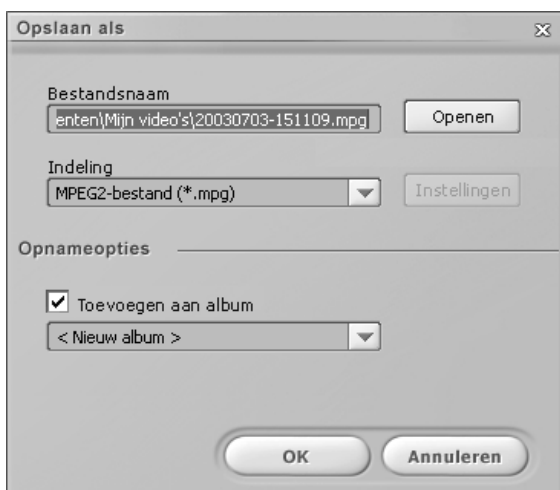 Opslaan als
Bestandsnaam
enten\Mijn video's\20030703-151109.mpg
Openen
Indeling
MPEG2-bestand (*.mpg)
Instellingen
Opnameopties
Toevoegen aan album
< Nieuw album >
OK
Annuleren